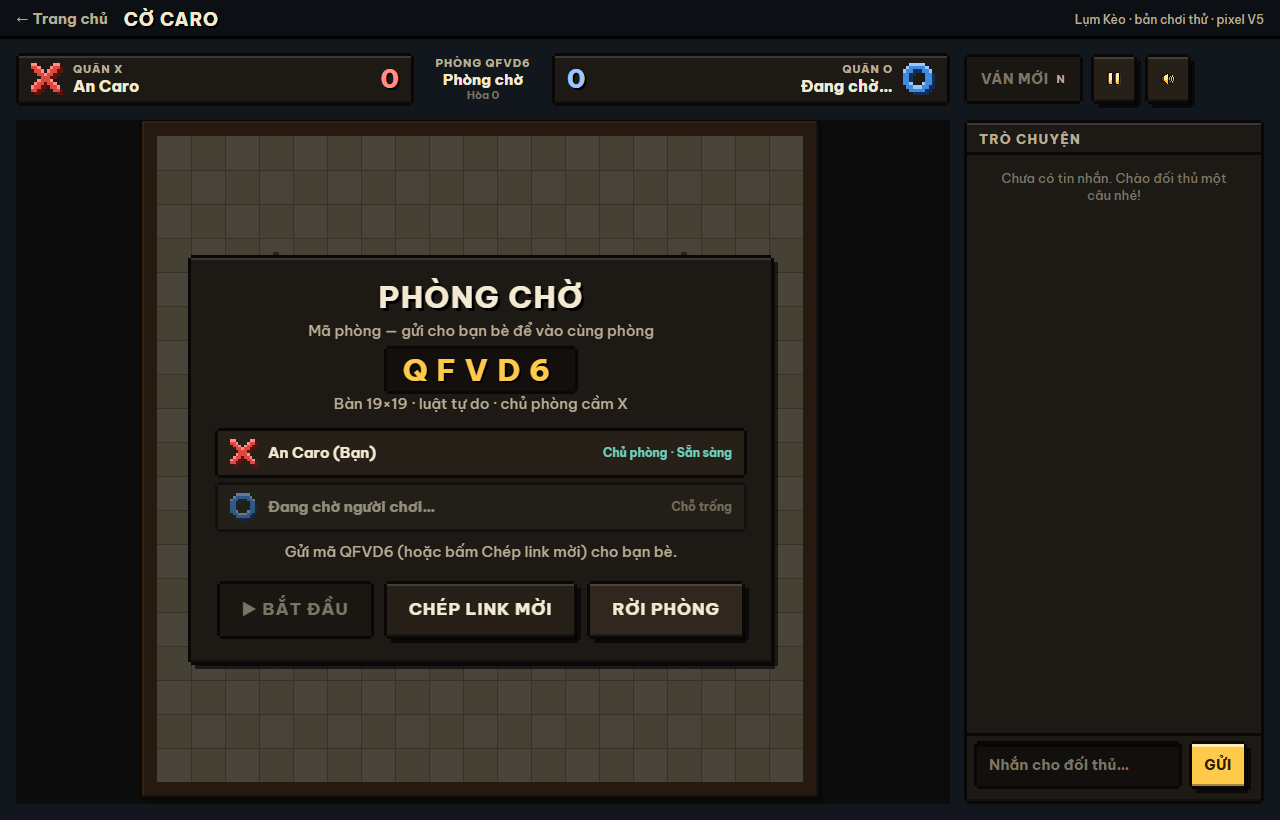 ← Trang chủ CỜ CARO
Lụm Kèo · bản chơi thử · pixel V5
QUÂN X
An Caro
0
PHÒNG QFVD6
Phòng chờ
Hòa 0
0
QUÂN O
Đang chờ...
VÁN MỚI N
TRÒ CHUYỆN
Chưa có tin nhắn. Chào đối thủ một
câu nhé!
PHÒNG CHỜ
Mã phòng — gửi cho bạn bè để vào cùng phòng
QFVD6
Bàn 19×19 · luật tự do · chủ phòng cầm X
An Caro (Bạn)
Chủ phòng · Sẵn sàng
Đang chờ người chơi...
Chỗ trống
Gửi mã QFVD6 (hoặc bấm Chép link mời) cho bạn bè.
▶ BẮT ĐẦU
CHÉP LINK MỜI
RỜI PHÒNG
Nhắn cho đối thủ...
GỬI